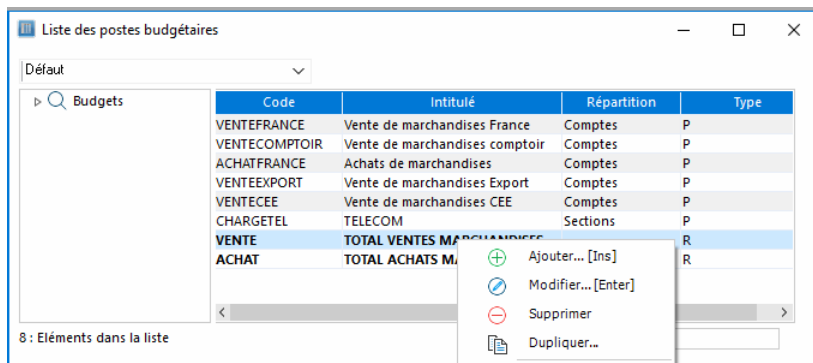 Liste des postes budgétaires
Défaut
Budgets
Code Intitulé Répartition Type
VENTEFRANCE Vente de marchandises France Comptes P
VENTECOMPTOIR Vente de marchandises comptoir Comptes P
ACHATFRANCE Achats de marchandises Comptes P
VENTEEXPORT Vente de marchandises Export Comptes P
VENTECEE Vente de marchandises CEE Comptes P
CHARGETEL TELECOM Sections P
VENTE TOTAL VENTES MARCHANDISES R
ACHAT TOTAL ACHATS R
Ajouter... [Ins]
Modifier... [Enter]
Supprimer
Dupliquer...
8 : Eléments dans la liste